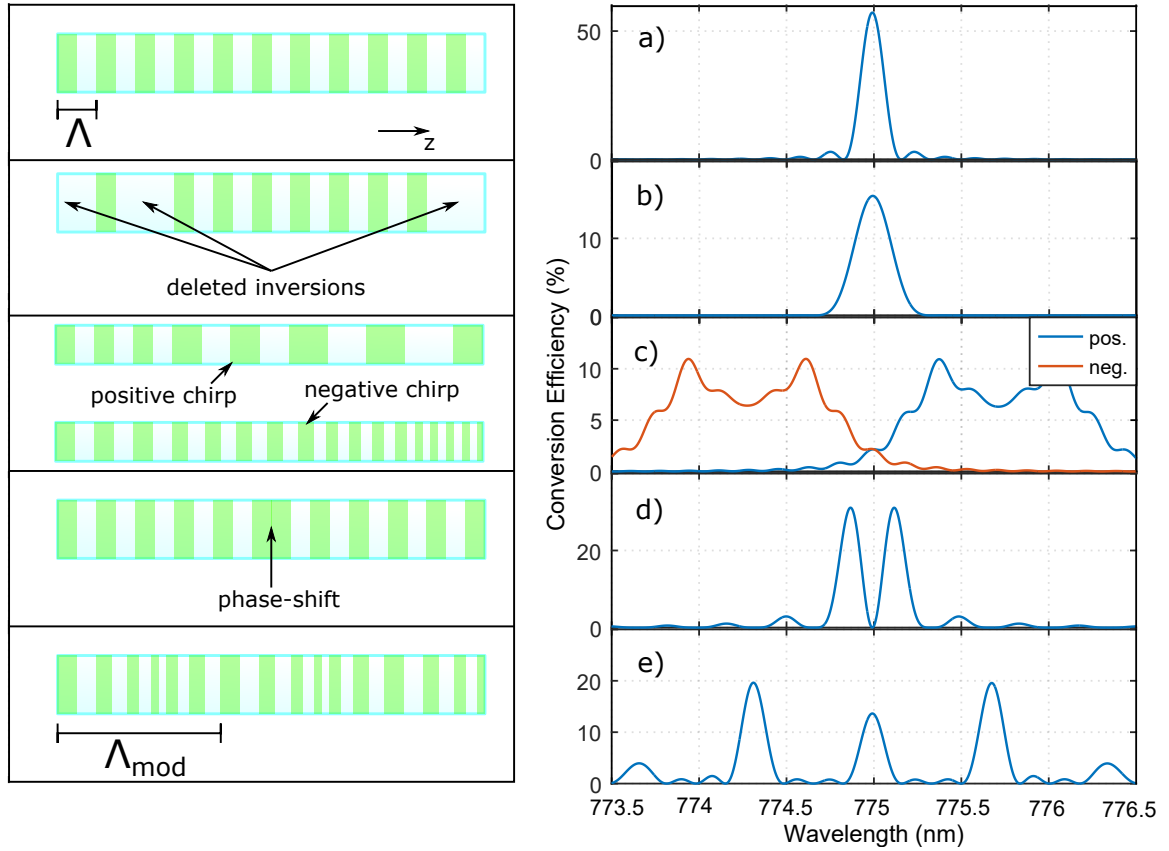 Λ
z
deleted inversions
positive chirp
negative chirp
phase-shift
Λmod
Conversion Efficiency (%)
a)
50
0
b)
10
0
c)
pos.
neg.
10
5
0
d)
20
0
e)
20
10
0
773.5 774 774.5 775 775.5 776 776.5
Wavelength (nm)